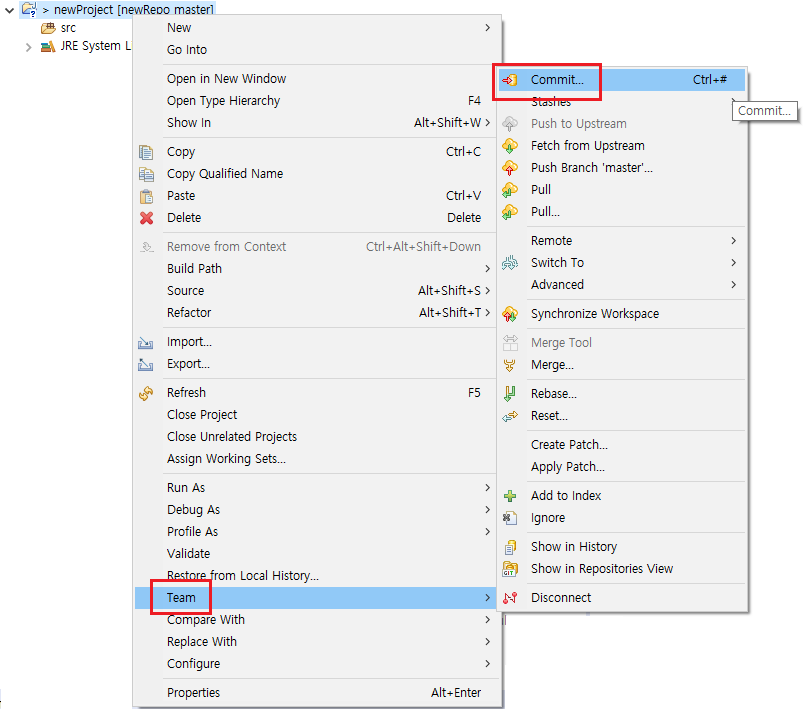 > newProject [newRepo master]
src
JRE System L
New
Go Into
Open in New Window
Open Type Hierarchy F4
Show In Alt+Shift+W
Copy Ctrl+C
Copy Qualified Name
Paste Ctrl+V
Delete Delete
Remove from Context Ctrl+Alt+Shift+Down
Build Path
Source Alt+Shift+S
Refactor Alt+Shift+T
Import...
Export...
Refresh F5
Close Project
Close Unrelated Projects
Assign Working Sets...
Run As
Debug As
Profile As
Validate
Restore from Local History...
Team
Compare With
Replace With
Configure
Properties Alt+Enter
Commit... Ctrl+#
Stashes
Commit...
Push to Upstream
Fetch from Upstream
Push Branch 'master'...
Pull
Pull...
Remote
Switch To
Advanced
Synchronize Workspace
Merge Tool
Merge...
Rebase...
Reset...
Create Patch...
Apply Patch...
Add to Index
Ignore
Show in History
GIT Show in Repositories View
Disconnect